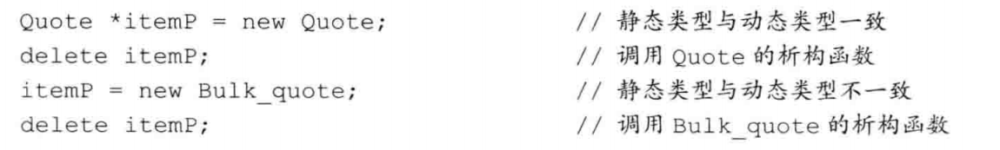 Quote *itemP = new Quote; // 静态类型与动态类型一致
delete itemP; // 调用 Quote 的析构函数
itemP = new Bulk_quote; // 静态类型与动态类型不一致
delete itemP; // 调用 Bulk_quote 的析构函数